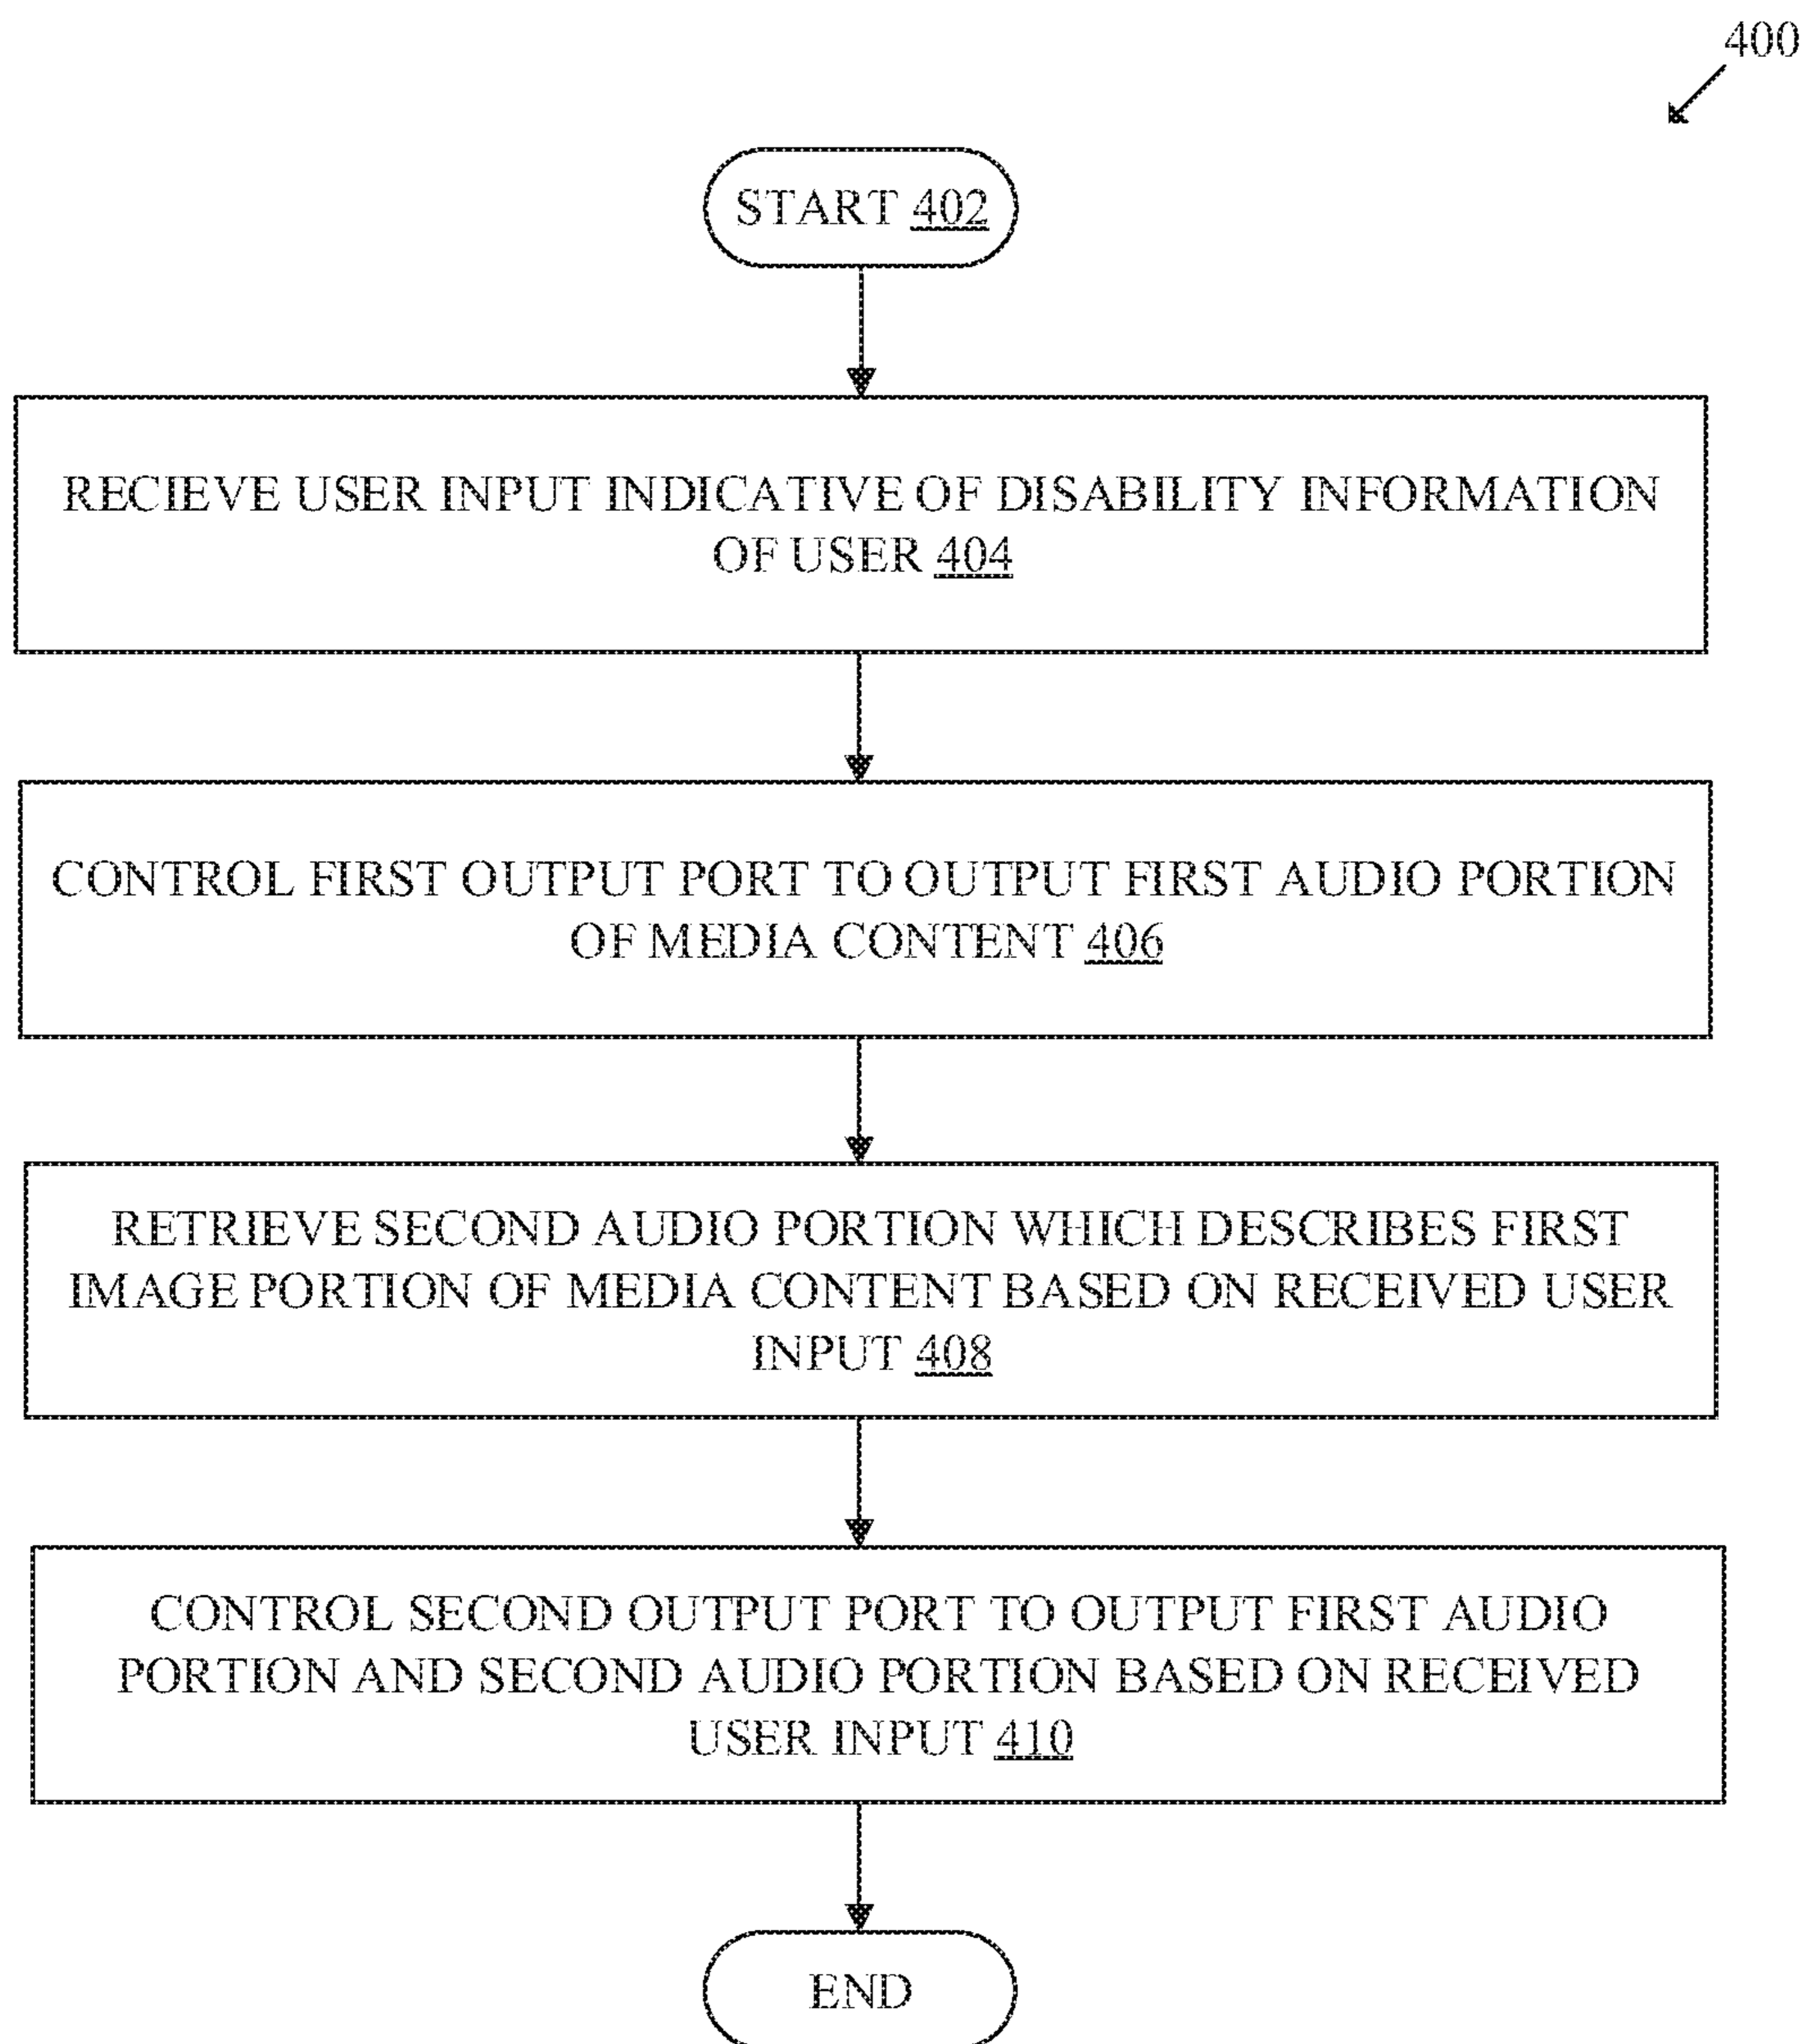 400
START 402
RECIEVE USER INPUT INDICATIVE OF DISABILITY INFORMATION
OF USER 404
CONTROL FIRST OUTPUT PORT TO OUTPUT FIRST AUDIO PORTION
OF MEDIA CONTENT 406
RETRIEVE SECOND AUDIO PORTION WHICH DESCRIBES FIRST
IMAGE PORTION OF MEDIA CONTENT BASED ON RECEIVED USER
INPUT 408
CONTROL SECOND OUTPUT PORT TO OUTPUT FIRST AUDIO
PORTION AND SECOND AUDIO PORTION BASED ON RECEIVED
USER INPUT 410
END